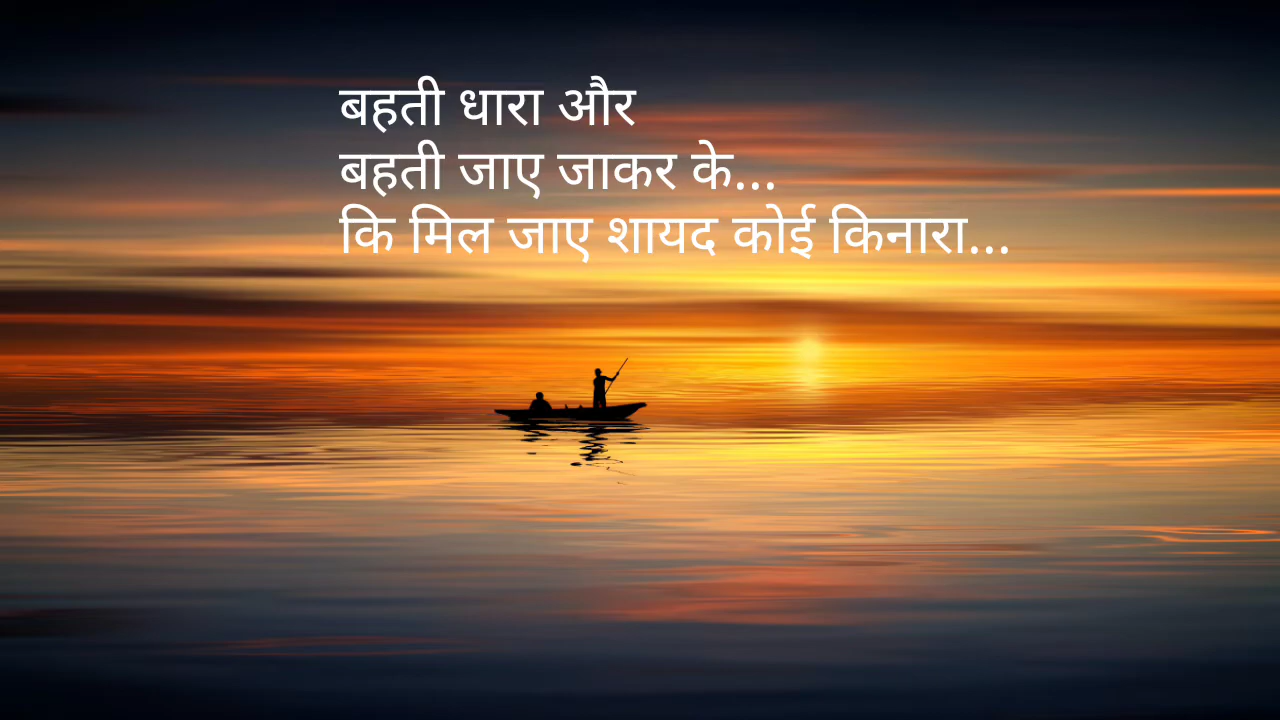 बहती धारा और
बहती जाए जाकर के...
कि मिल जाए शायद कोई किनारा...